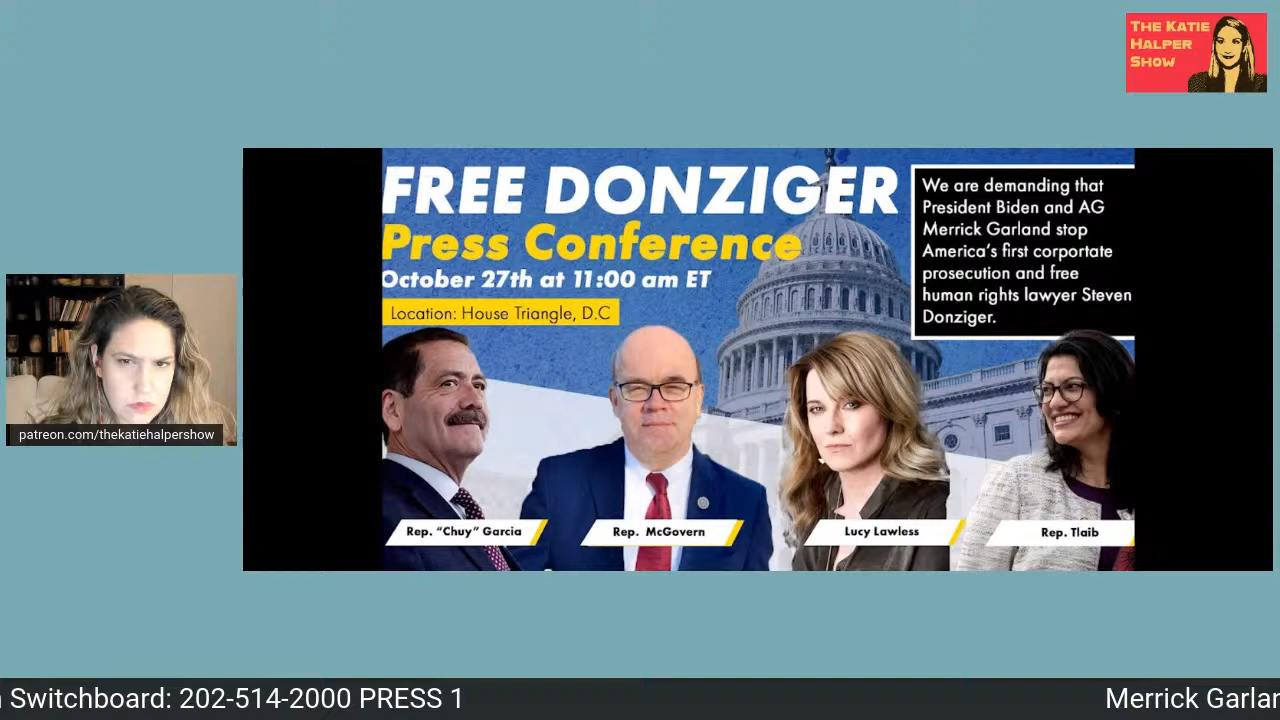 THE KATIE
HALPER
SHOW
FREE DONZIGER
Press Conference
October 27th at 11:00 am ET
Location: House Triangle, D.C
We are demanding that
President Biden and AG
Merrick Garland stop
America's first corportate
prosecution and free
human rights lawyer Steven
Donziger.
Rep. "Chuy" Garcia
Rep. McGovern
Lucy Lawless
Rep. Tlaib
patreon.com/thekatiehalpershow
Switchboard: 202-514-2000 PRESS 1
Merrick Garlan